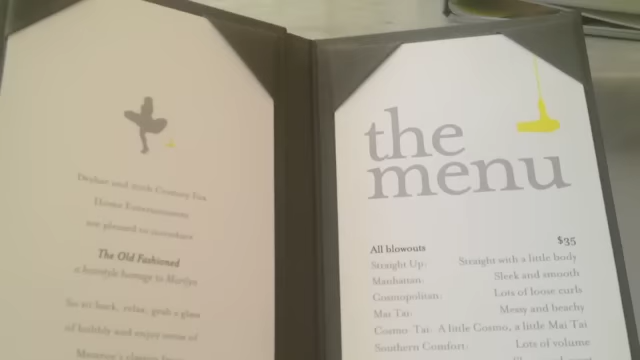 Drybar and 20th Century Fox
Home Entertainment
are pleased to introduce
The Old Fashioned
a hairstyle homage to Marilyn
So sit back, relax, grab a glass
of bubbly and enjoy some of
classic
the
menu
All blowouts $35
Straight Up: Straight with a little body
Manhattan: Sleek and smooth
Cosmopolitan: Lots of loose curls
Mai Tai: Messy and beachy
Cosmo-Tai: A little Cosmo, a little Mai Tai
Southern Comfort: Lots of volume